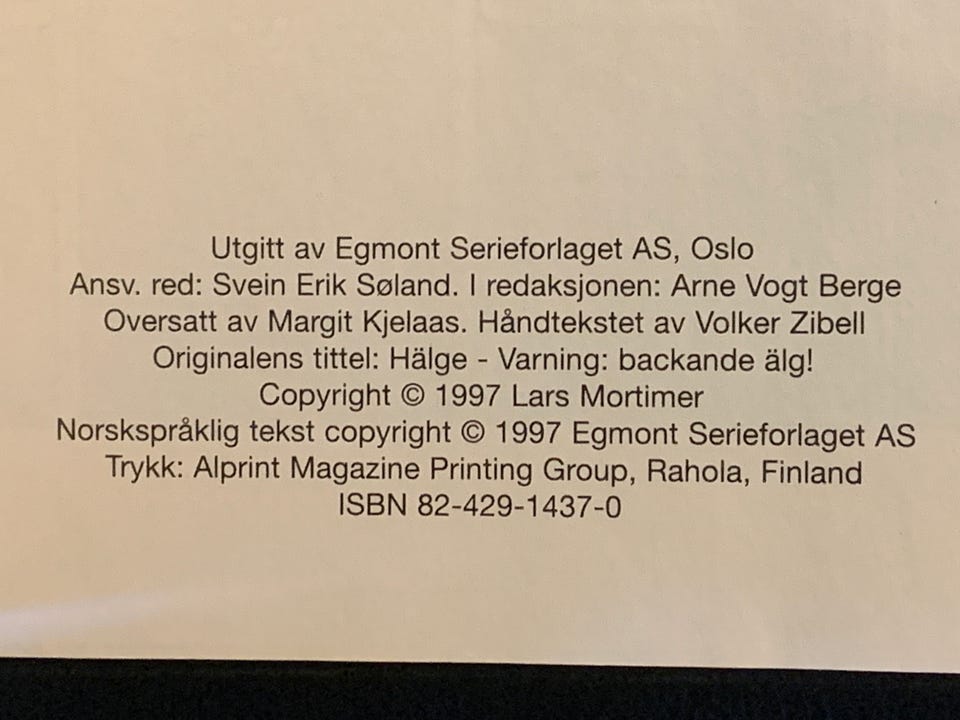 Utgitt av Egmont Serieforlaget AS, Oslo
Ansv. red: Svein Erik Søland. I redaksjonen: Arne Vogt Berge
Oversatt av Margit Kjelaas. Håndtekstet av Volker Zibell
Originalens tittel: Hälge - Varning: backande älg!
Copyright © 1997 Lars Mortimer
Norskspråklig tekst copyright © 1997 Egmont Serieforlaget AS
Trykk: Alprint Magazine Printing Group, Rahola, Finland
ISBN 82-429-1437-0